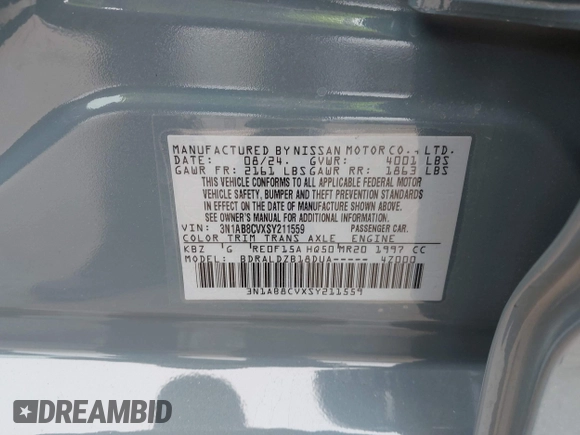 MANUFACTURED BY NISSAN MOTOR CO., LTD.
DATE: 08/24. GVWR: 4001 LBS
GAWR FR: 2161 LBS GAWR RR: 1863 LBS
THIS VEHICLE CONFORMS TO ALL APPLICABLE FEDERAL MOTOR
VEHICLE SAFETY, BUMPER AND THEFT PREVENTION STANDARDS
IN EFFECT ON THE DATE OF MANUFACTURE SHOWN ABOVE.
SEE OWNER'S MANUAL FOR ADDITIONAL INFORMATION.
VIN: 3N1AB8CVXSY211559 PASSENGER CAR.
COLOR TRIM TRANS AXLE ENGINE
KBZ G RE0F15A HQ50 MR20 1997 CC
MODEL: BDRALDZB18DUA----- 4Z000
3N1AB8CVXSY211559
DREAMBID